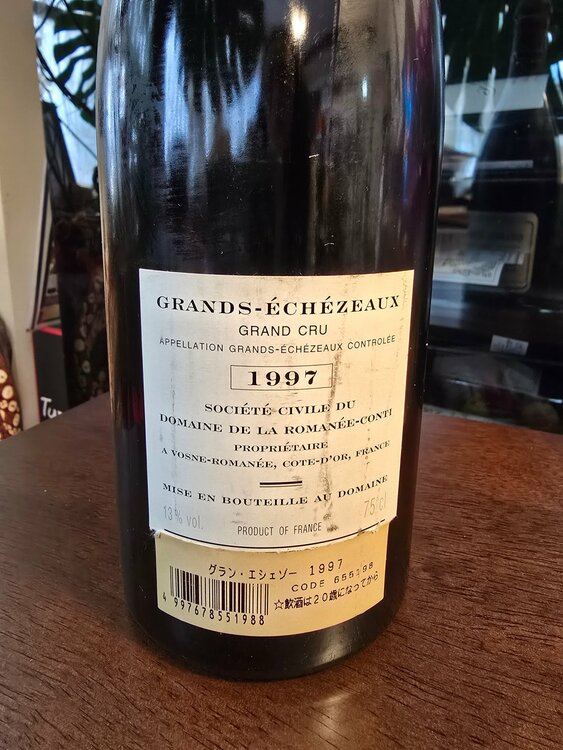 GRANDS-ÉCHÉZEAUX
GRAND CRU
APPELLATION GRANDS-ÉCHÉZEAUX CONTROLÉE
1997
SOCIÉTÉ CIVILE DU
DOMAINE DE LA ROMANÉE-CONTI
PROPRIÉTAIRE
A VOSNE-ROMANÉE, COTE-D'OR, FRANCE
MISE EN BOUTEILLE AU DOMAINE
13% vol.
75 cl
PRODUCT OF FRANCE
グラン・エシェゾー 1997
CODE 655198
☆飲酒は20歳になってから
4 997678 551988
Tu